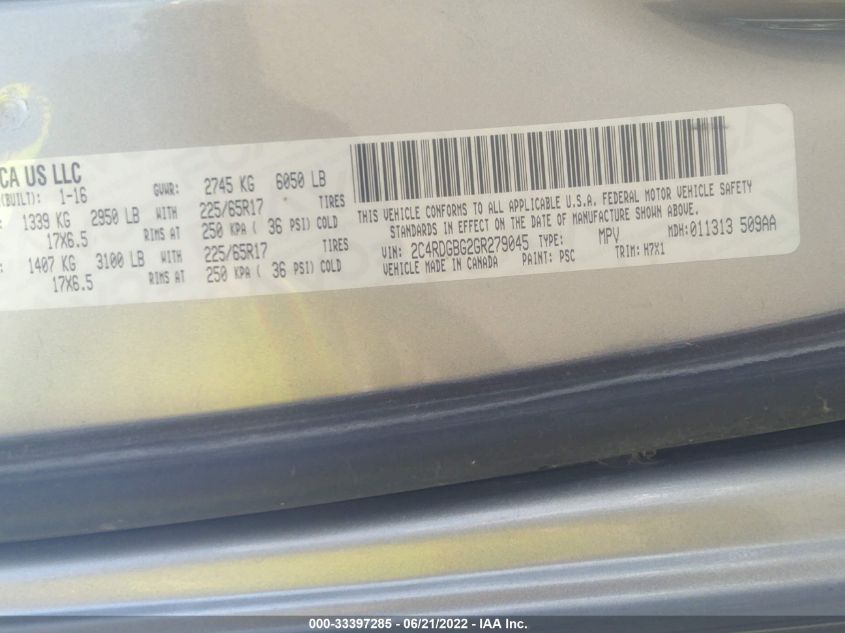 CA US LLC
(BUILT): 1-16 GVWR: 2745 KG 6050 LB
1339 KG 2950 LB WITH 225/65R17 TIRES
17X6.5 RIMS AT 250 KPA ( 36 PSI) COLD
1407 KG 3100 LB WITH 225/65R17 TIRES
17X6.5 RIMS AT 250 KPA ( 36 PSI) COLD
THIS VEHICLE CONFORMS TO ALL APPLICABLE U.S.A. FEDERAL MOTOR VEHICLE SAFETY
STANDARDS IN EFFECT ON THE DATE OF MANUFACTURE SHOWN ABOVE.
VIN: 2C4RDGBG2GR279045 TYPE: MPV MDH: 011313 509AA
VEHICLE MADE IN CANADA PAINT: PSC TRIM: H7X1
000-33397285 - 06/21/2022 - IAA Inc.